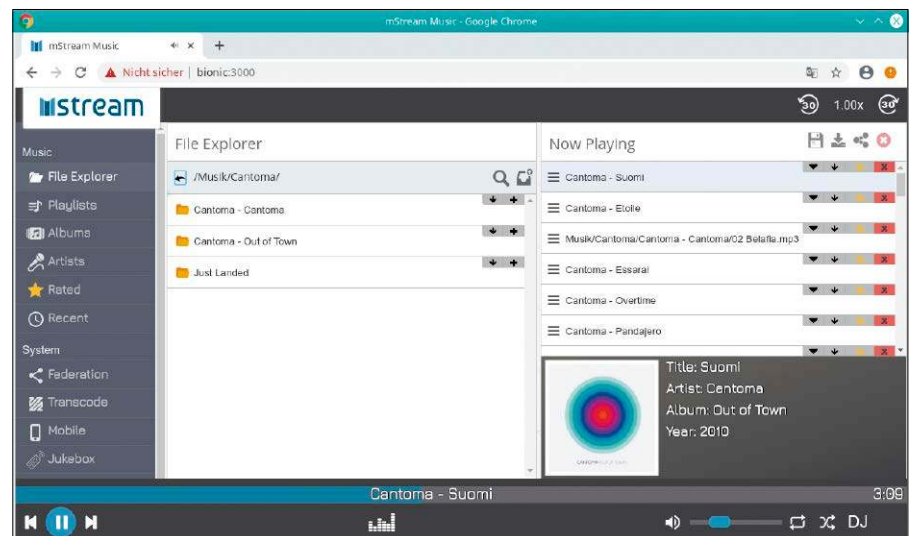 mStream Music - Google Chrome
mStream Music
Nicht sicher | bionic:3000
mstream
30 1.00x 30
Music
File Explorer
Playlists
Albums
Artists
Rated
Recent
System
Federation
Transcode
Mobile
Jukebox
File Explorer
/Musik/Cantoma/
Cantoma - Cantoma
Cantoma - Out of Town
Just Landed
Now Playing
Cantoma - Suomi
Cantoma - Etoile
Musik/Cantoma/Cantoma - Cantoma/02 Belafia.mp3
Cantoma - Essarai
Cantoma - Overtime
Cantoma - Pandajero
Title: Suomi
Artist: Cantoma
Album: Out of Town
Year: 2010
Cantoma - Suomi 3:09
DJ